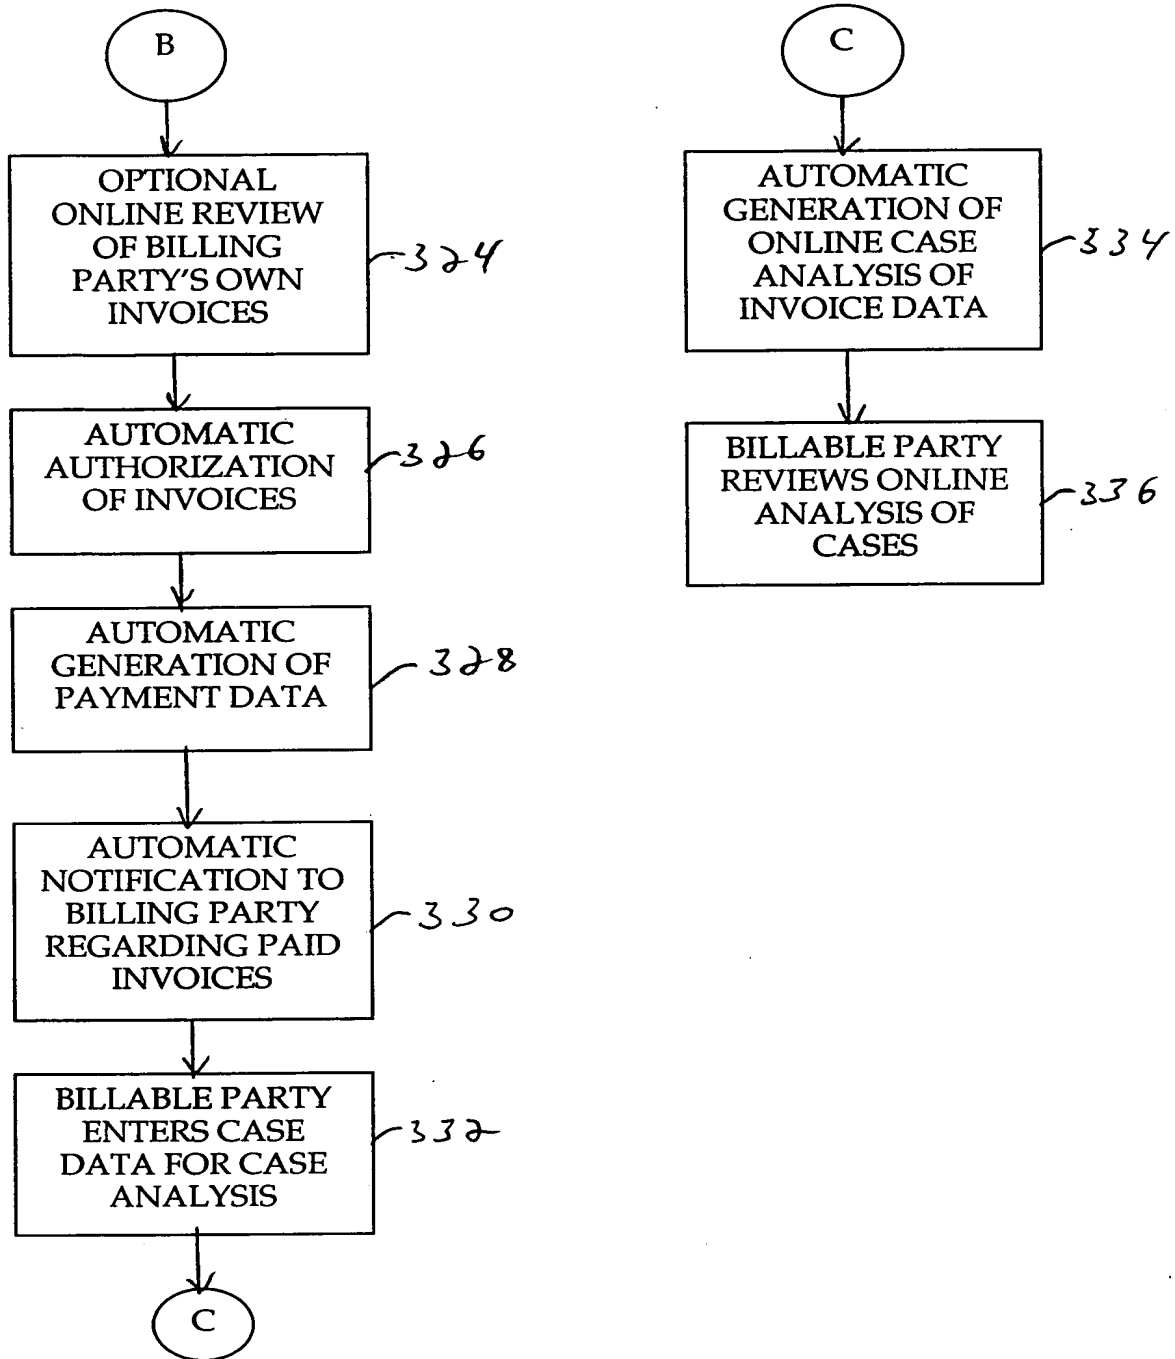 B
OPTIONAL
ONLINE REVIEW
OF BILLING
PARTY'S OWN
INVOICES
324
AUTOMATIC
AUTHORIZATION
OF INVOICES
326
AUTOMATIC
GENERATION OF
PAYMENT DATA
328
AUTOMATIC
NOTIFICATION TO
BILLING PARTY
REGARDING PAID
INVOICES
330
BILLABLE PARTY
ENTERS CASE
DATA FOR CASE
ANALYSIS
332
C
C
AUTOMATIC
GENERATION OF
ONLINE CASE
ANALYSIS OF
INVOICE DATA
334
BILLABLE PARTY
REVIEWS ONLINE
ANALYSIS OF
CASES
336